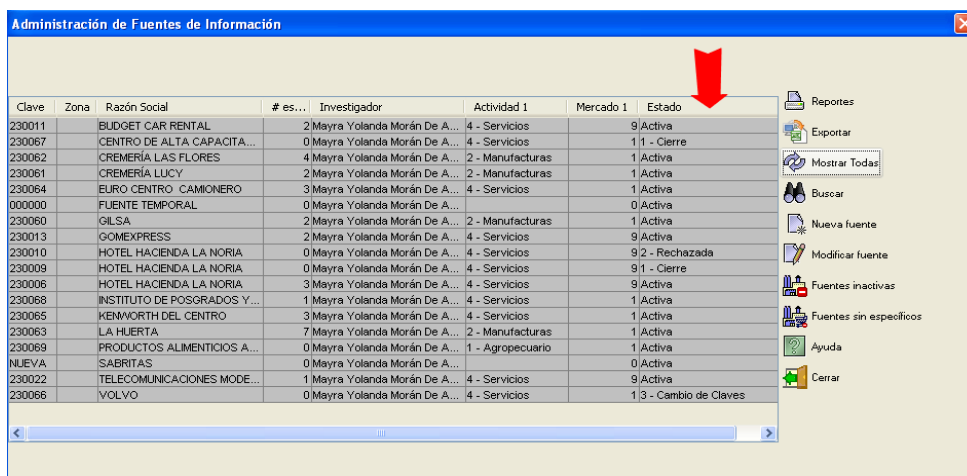 Administración de Fuentes de Información
Clave Zona Razón Social # es... Investigador Actividad 1 Mercado 1 Estado
230011 BUDGET CAR RENTAL 2 Mayra Yolanda Morán De A... 4 - Servicios 9 Activa
230067 CENTRO DE ALTA CAPACITA... 0 Mayra Yolanda Morán De A... 4 - Servicios 1 1 - Cierre
230062 CREMERÍA LAS FLORES 4 Mayra Yolanda Morán De A... 2 - Manufacturas 1 Activa
230061 CREMERÍA LUCY 2 Mayra Yolanda Morán De A... 2 - Manufacturas 1 Activa
230064 EURO CENTRO CAMIONERO 3 Mayra Yolanda Morán De A... 4 - Servicios 1 Activa
000000 FUENTE TEMPORAL 0 Mayra Yolanda Morán De A... 0 Activa
230060 GILSA 2 Mayra Yolanda Morán De A... 2 - Manufacturas 1 Activa
230013 GOMEXPRESS 2 Mayra Yolanda Morán De A... 4 - Servicios 9 Activa
230010 HOTEL HACIENDA LA NORIA 0 Mayra Yolanda Morán De A... 4 - Servicios 9 2 - Rechazada
230009 HOTEL HACIENDA LA NORIA 0 Mayra Yolanda Morán De A... 4 - Servicios 9 1 - Cierre
230006 HOTEL HACIENDA LA NORIA 3 Mayra Yolanda Morán De A... 4 - Servicios 9 Activa
230068 INSTITUTO DE POSGRADOS Y... 1 Mayra Yolanda Morán De A... 4 - Servicios 1 Activa
230065 KENWORTH DEL CENTRO 3 Mayra Yolanda Morán De A... 4 - Servicios 1 Activa
230063 LA HUERTA 7 Mayra Yolanda Morán De A... 2 - Manufacturas 1 Activa
230069 PRODUCTOS ALIMENTICIOS A... 0 Mayra Yolanda Morán De A... 1 - Agropecuario 1 Activa
NUEVA SABRITAS 0 Mayra Yolanda Morán De A... 0 Activa
230022 TELECOMUNICACIONES MODE... 1 Mayra Yolanda Morán De A... 4 - Servicios 9 Activa
230066 VOLVO 0 Mayra Yolanda Morán De A... 4 - Servicios 1 3 - Cambio de Claves
Reportes
Exportar
Mostrar Todas
Buscar
Nueva fuente
Modificar fuente
Fuentes inactivas
Fuentes sin específicos
Ayuda
Cerrar